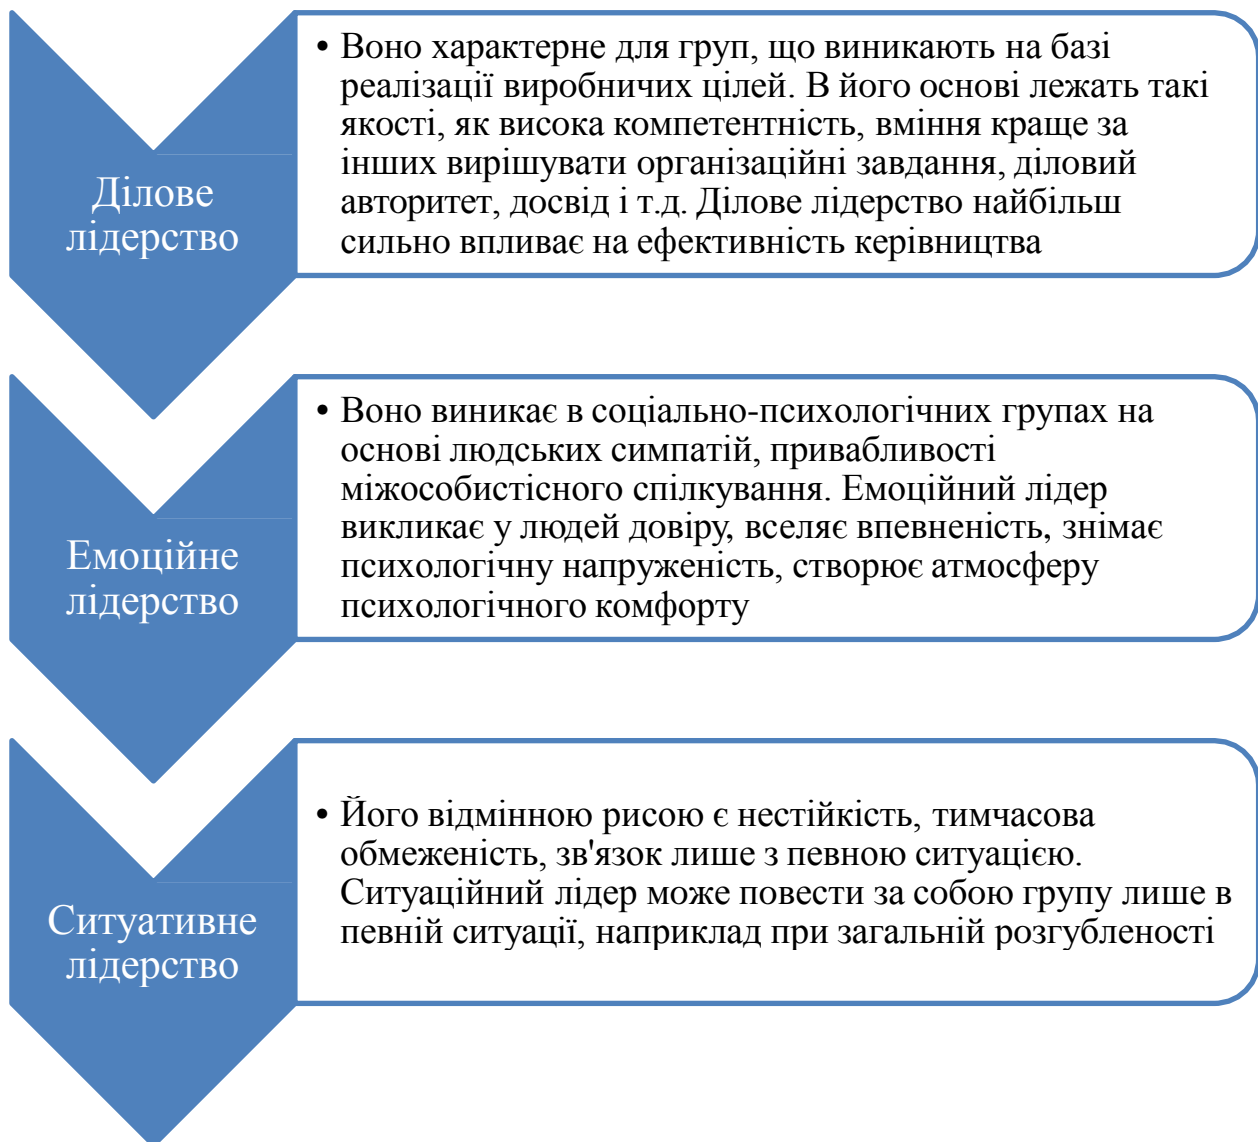 Ділове
лідерство
• Воно характерне для груп, що виникають на базі
реалізації виробничих цілей. В його основі лежать такі
якості, як висока компетентність, вміння краще за
інших вирішувати організаційні завдання, діловий
авторитет, досвід і т.д. Ділове лідерство найбільш
сильно впливає на ефективність керівництва
Емоційне
лідерство
• Воно виникає в соціально-психологічних групах на
основі людських симпатій, привабливості
міжособистісного спілкування. Емоційний лідер
викликає у людей довіру, вселяє впевненість, знімає
психологічну напруженість, створює атмосферу
психологічного комфорту
Ситуативне
лідерство
• Його відмінною рисою є нестійкість, тимчасова
обмеженість, зв'язок лише з певною ситуацією.
Ситуаційний лідер може повести за собою групу лише в
певній ситуації, наприклад при загальній розгубленості